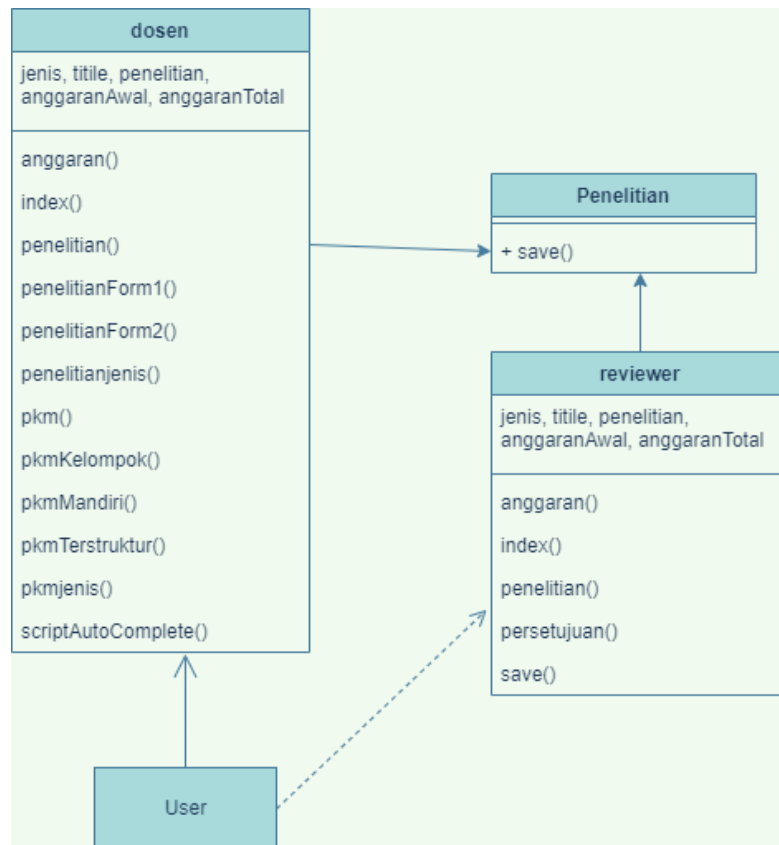 dosen
jenis, titile, penelitian,
anggaranAwal, anggaranTotal
anggaran()
index()
penelitian()
penelitianForm1()
penelitianForm2()
penelitianjenis()
pkm()
pkmKelompok()
pkmMandiri()
pkmTerstruktur()
pkmjenis()
scriptAutoComplete()
Penelitian
+ save()
reviewer
jenis, titile, penelitian,
anggaranAwal, anggaranTotal
anggaran()
index()
penelitian()
persetujuan()
save()
User